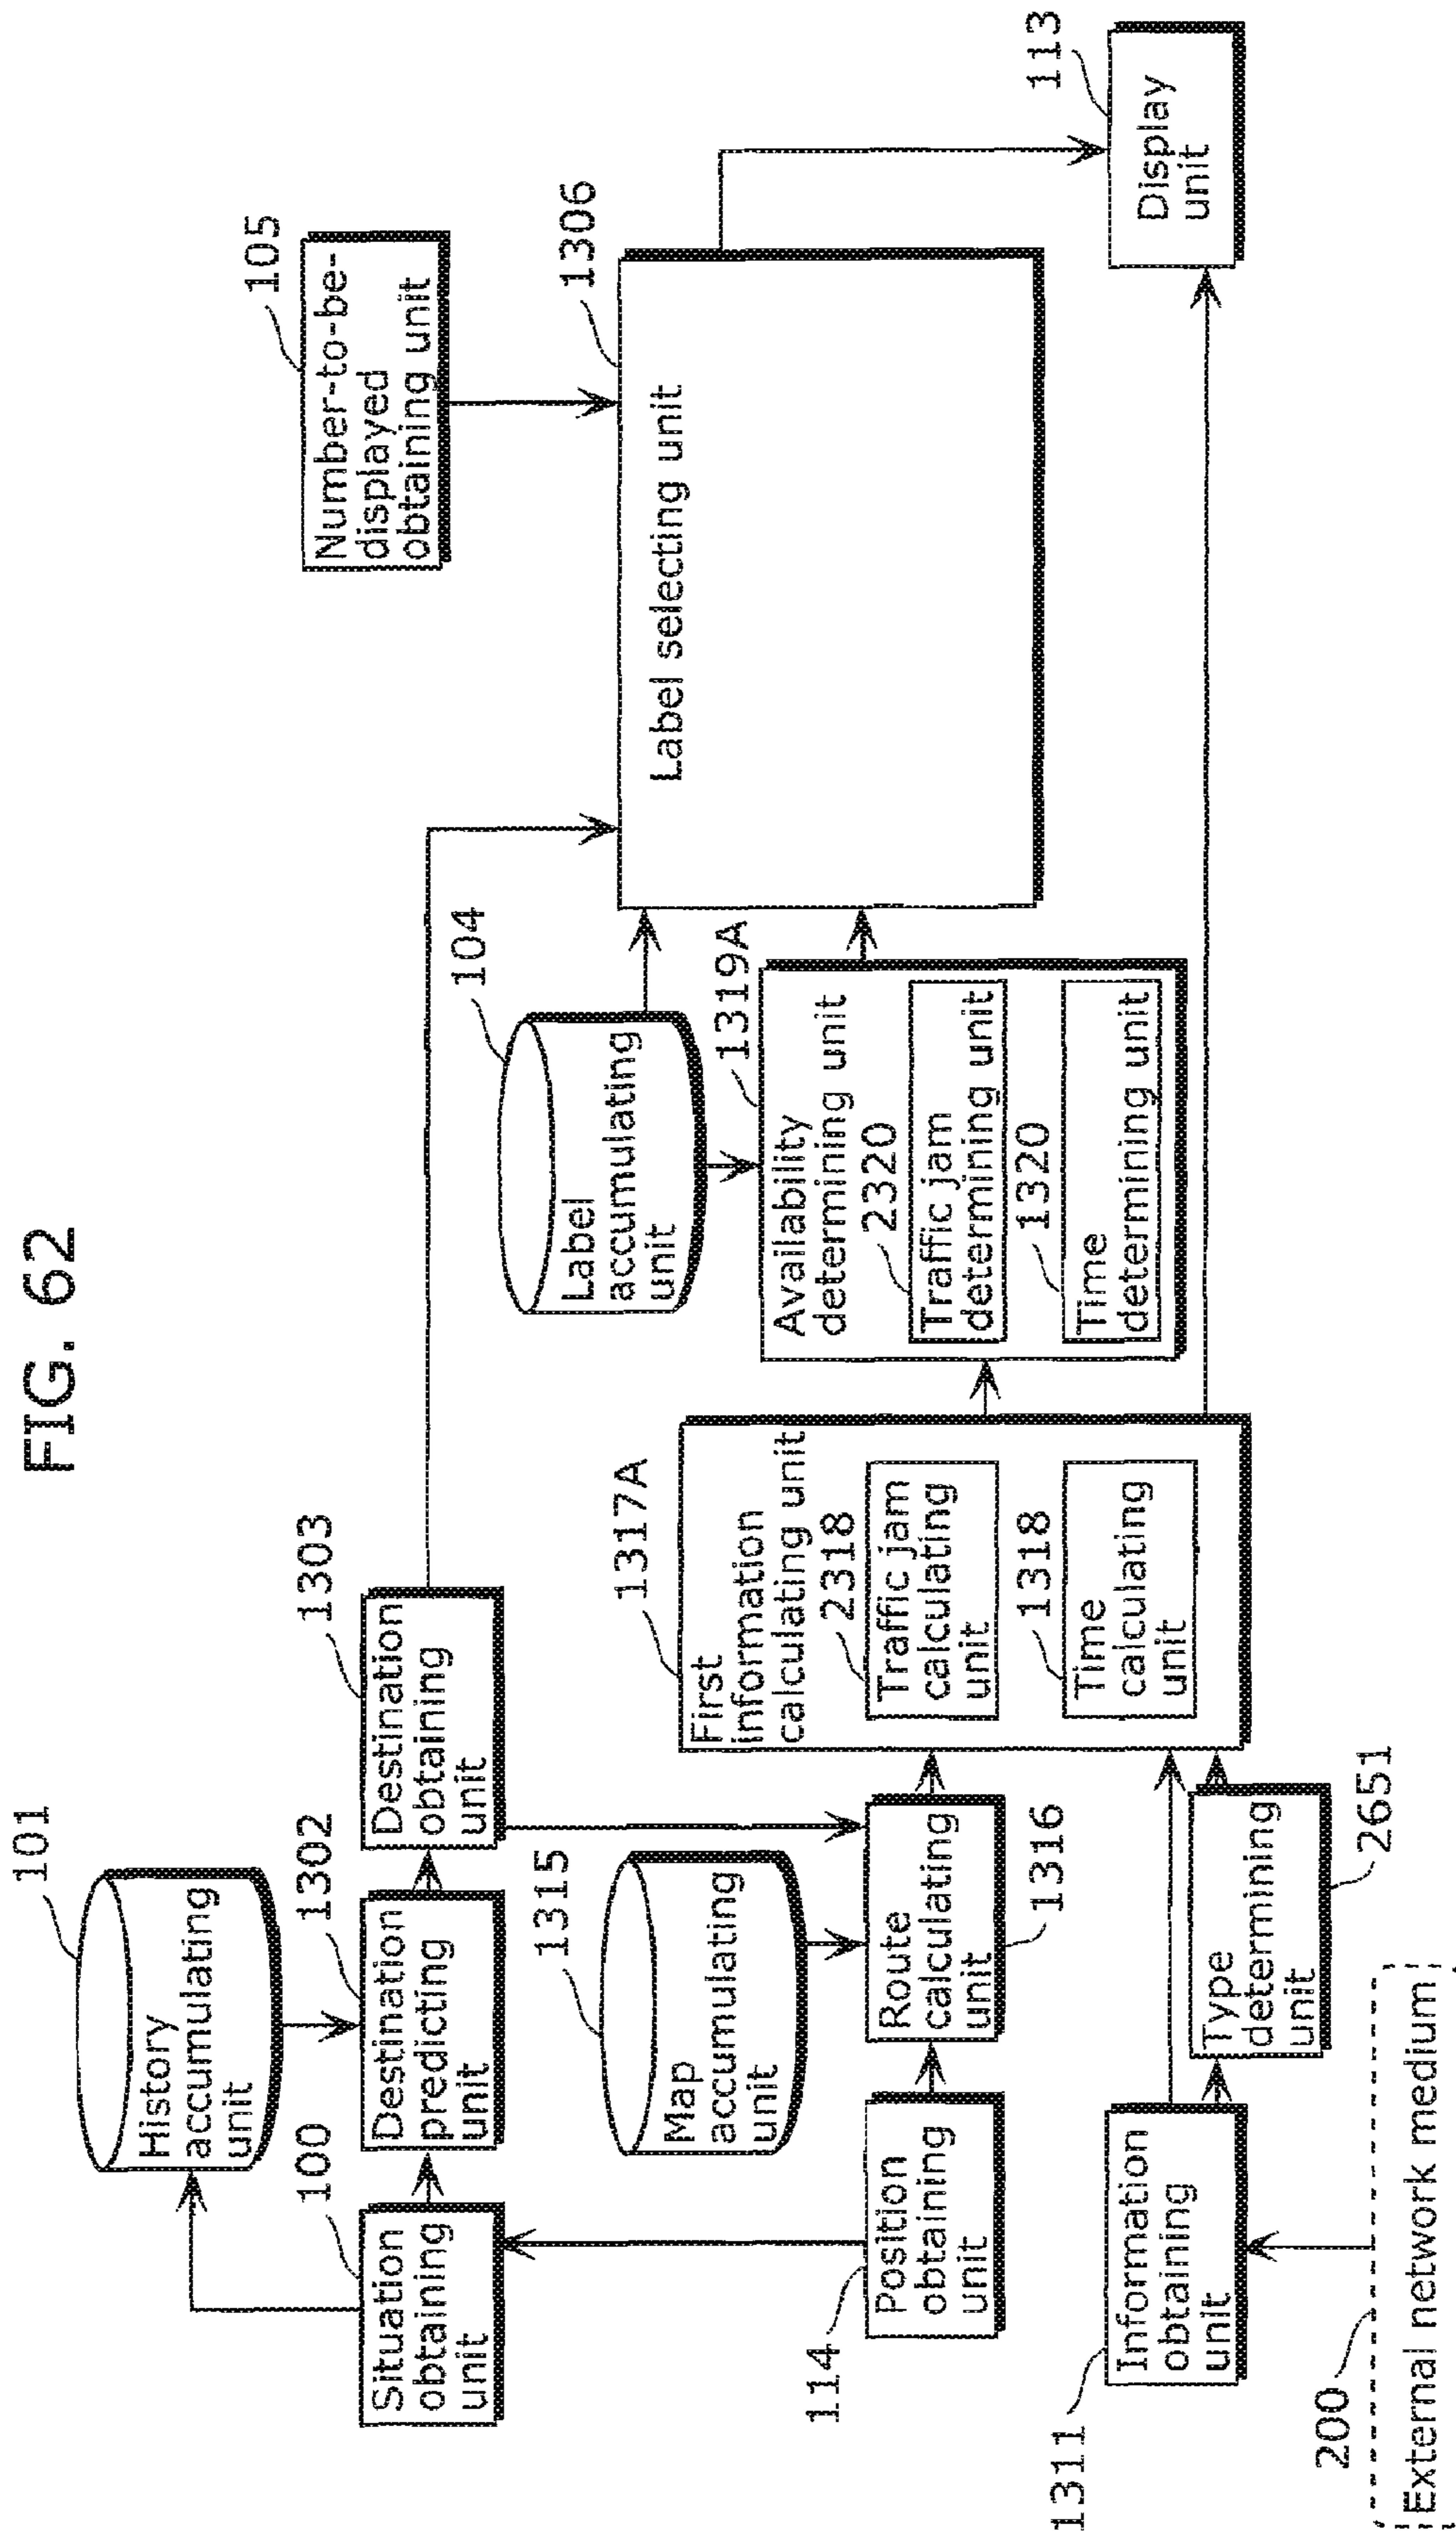 FIG. 62
101
History
accumulating
unit
100
Situation
obtaining
unit
1302
Destination
predicting
unit
1303
Destination
obtaining
unit
105
Number-to-be-
displayed
obtaining unit
104
Label
accumulating
unit
1306
Label selecting unit
1315
Map
accumulating
unit
114
Position
obtaining
unit
Route
calculating
unit
1316
1317A
First
information
calculating unit
2318
Traffic jam
calculating
unit
1318
Time
calculating
unit
1319A
Availability
determining unit
2320
Traffic jam
determining unit
1320
Time
determining unit
113
Display
unit
1311
Information
obtaining
unit
Type
determining
unit
2651
200
External network medium